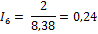 I₆ = 2/8,38 = 0,24